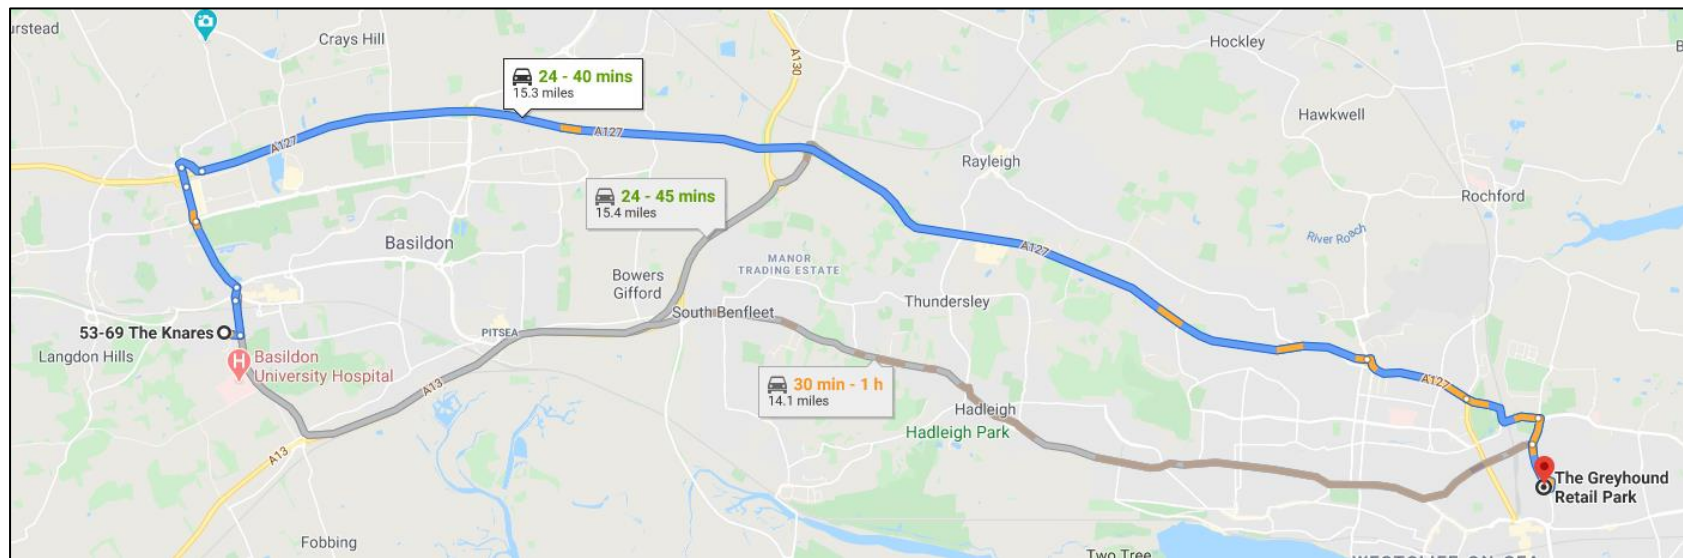 urstead
Crays Hill
A130
Hockley
24 - 40 mins
15.3 miles
A127
A127
Hawkwell
Rayleigh
24 - 45 mins
15.4 miles
Rochford
River Roach
A127
Basildon
MANOR
TRADING ESTATE
Bowers
Gifford
Thundersley
South Benfleet
53-69 The Knares
PITSEA
Langdon Hills
H
Basildon
University Hospital
A13
30 min - 1 h
14.1 miles
A127
Hadleigh
Hadleigh Park
A13
The Greyhound
Retail Park
Fobbing
Two Tree